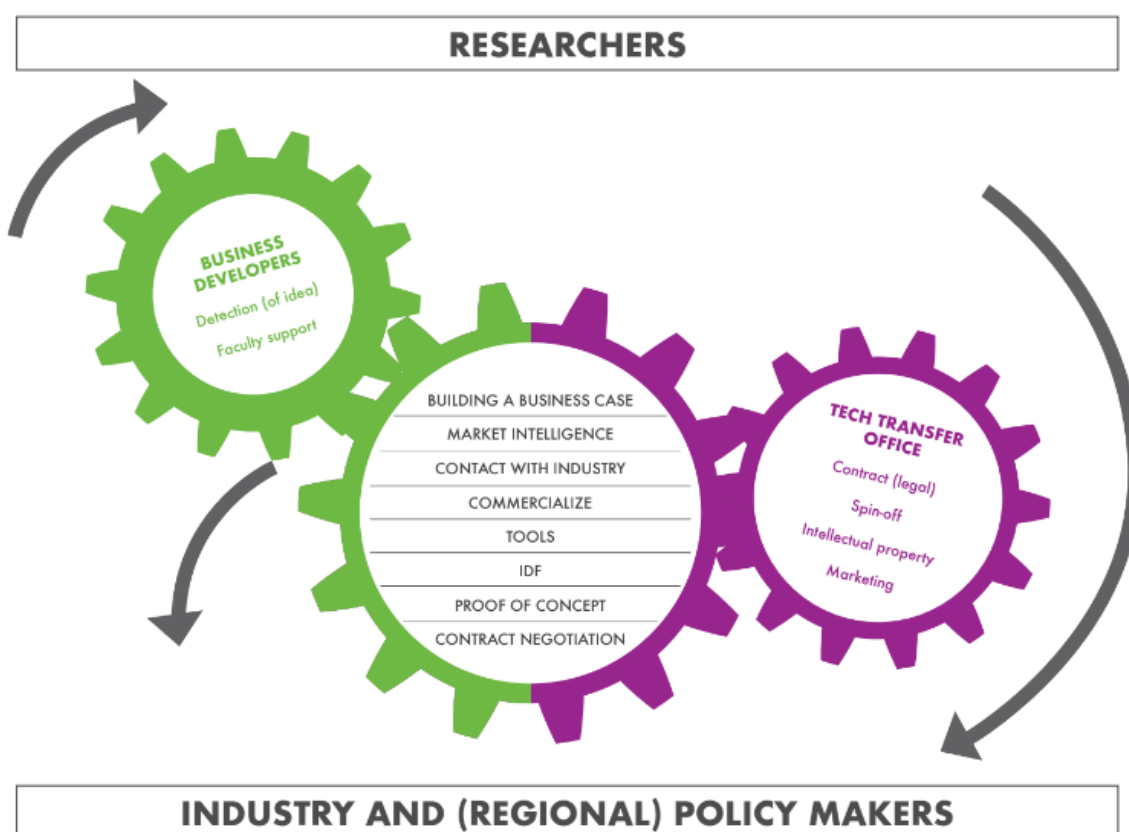 RESEARCHERS
BUSINESS
DEVELOPERS
Detection (of idea)
Faculty support
BUILDING A BUSINESS CASE
MARKET INTELLIGENCE
CONTACT WITH INDUSTRY
COMMERCIALIZE
TOOLS
IDF
PROOF OF CONCEPT
CONTRACT NEGOTIATION
TECH TRANSFER
OFFICE
Contract (legal)
Spin-off
Intellectual property
Marketing
INDUSTRY AND (REGIONAL) POLICY MAKERS